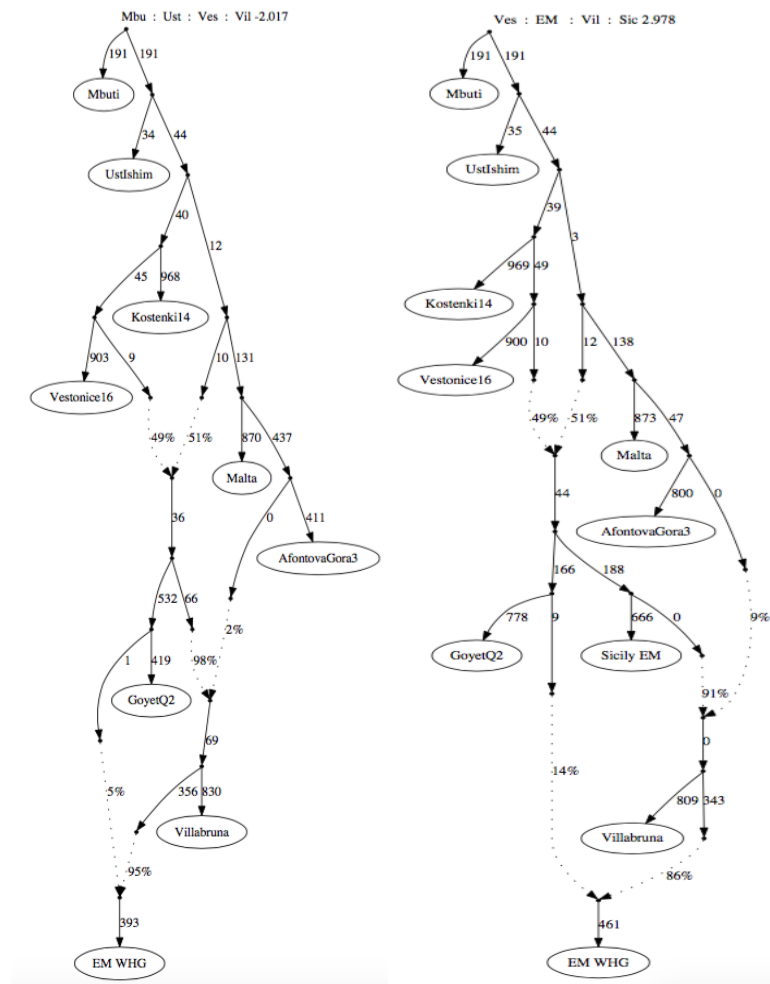 Mbu : Ust : Ves : Vil -2.017
191 191
Mbuti
34 44
UstIshim
40
12
45 968
Kostenki14
903 9 10 131
Vestonice16
49% 51% 870 437
Malta
36 0 411
AfontovaGora3
532 66
2%
1 419 98%
GoyetQ2
69
5% 356 830
Villabruna
95%
393
EM WHG
Ves : EM : Vil : Sic 2.978
191 191
Mbuti
35 44
UstIshim
39
3
969 49
Kostenki14
900 10 12 138
Vestonice16
49% 51% 873 47
Malta
44 800 0
AfontovaGora3
166 188
778 9 666 0 9%
GoyetQ2 Sicily EM
91%
0
14% 809 343
Villabruna
86%
461
EM WHG